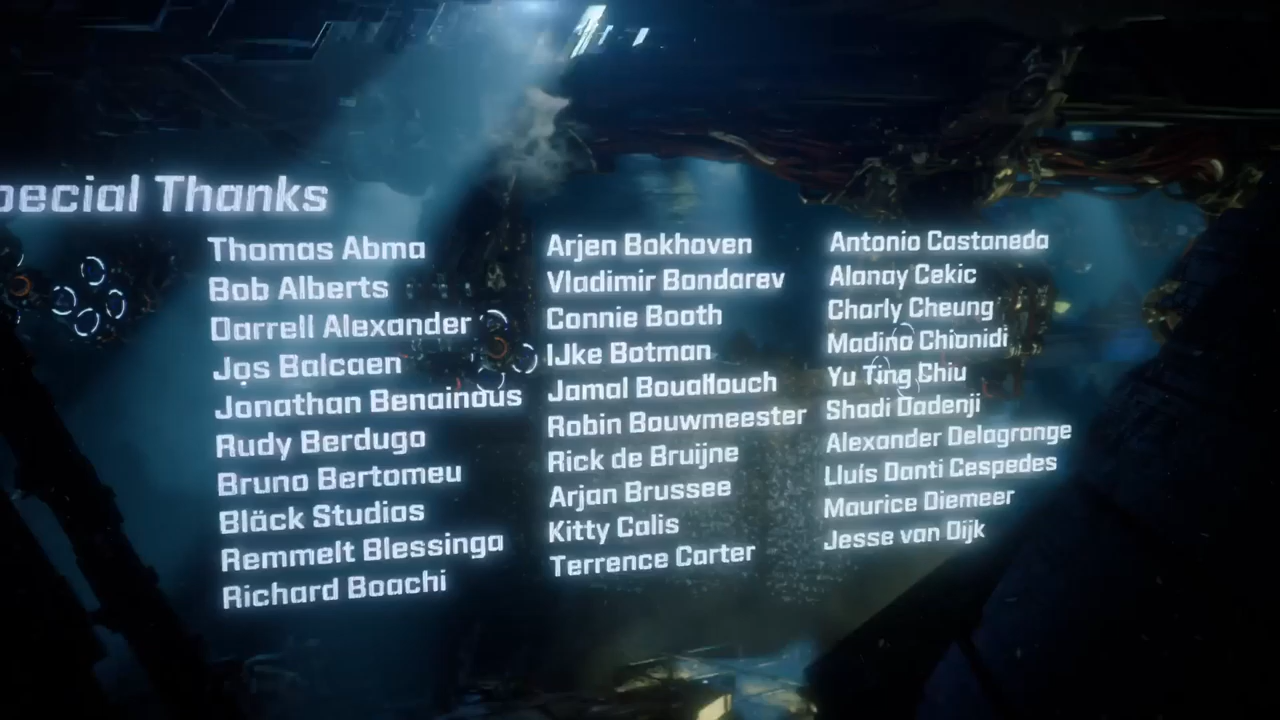 pecial Thanks
Thomas Abma
Bob Alberts
Darrell Alexander
Jos Balcaen
Jonathan Benainous
Rudy Berdugo
Bruno Bertomeu
Bläck Studios
Remmelt Blessinga
Richard Boachi
Arjen Bokhoven
Vladimir Bondarev
Connie Booth
IJke Botman
Jamal Bouallouch
Robin Bouwmeester
Rick de Bruijne
Arjan Brussee
Kitty Calis
Terrence Carter
Antonio Castaneda
Alanay Cekic
Charly Cheung
Madina Chionidi
Yu Ting Chiu
Shadi Dadenji
Alexander Delagrange
Lluís Danti Cespedes
Maurice Diemeer
Jesse van Dijk